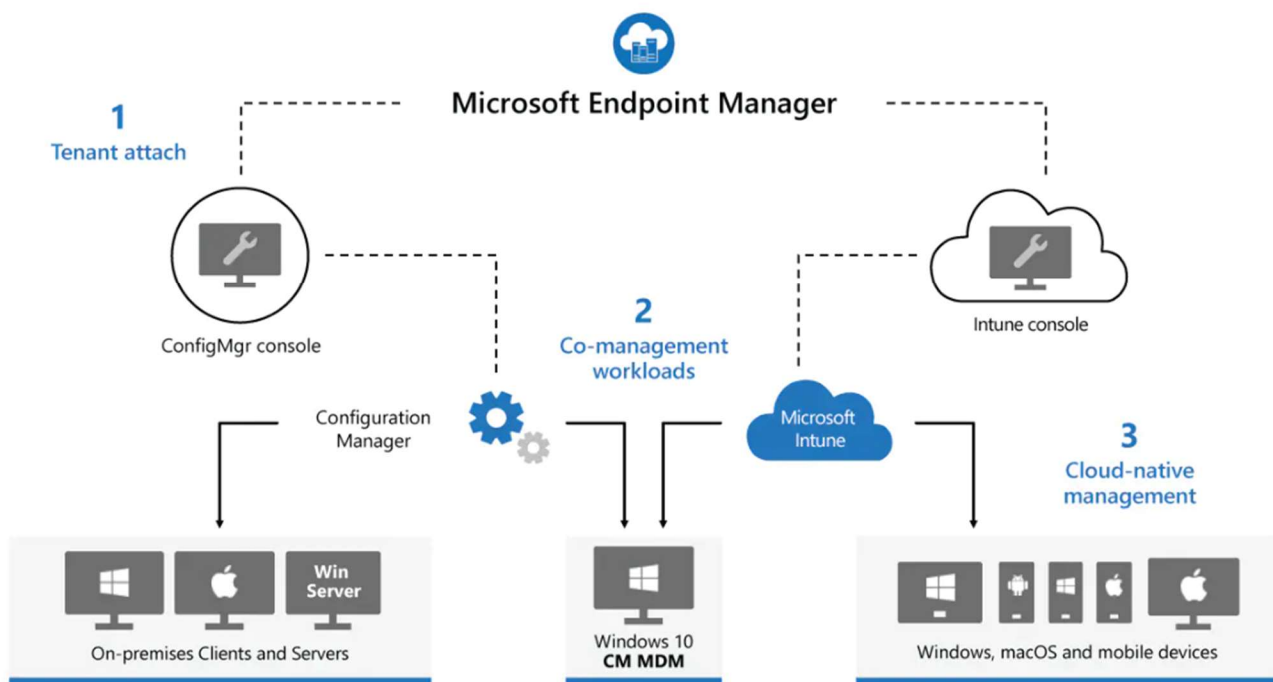 Microsoft Endpoint Manager
1
Tenant attach
ConfigMgr console
Intune console
2
Co-management
workloads
Configuration
Manager
Microsoft
Intune
3
Cloud-native
management
Win
Server
On-premises Clients and Servers
Windows 10
CM MDM
Windows, macOS and mobile devices